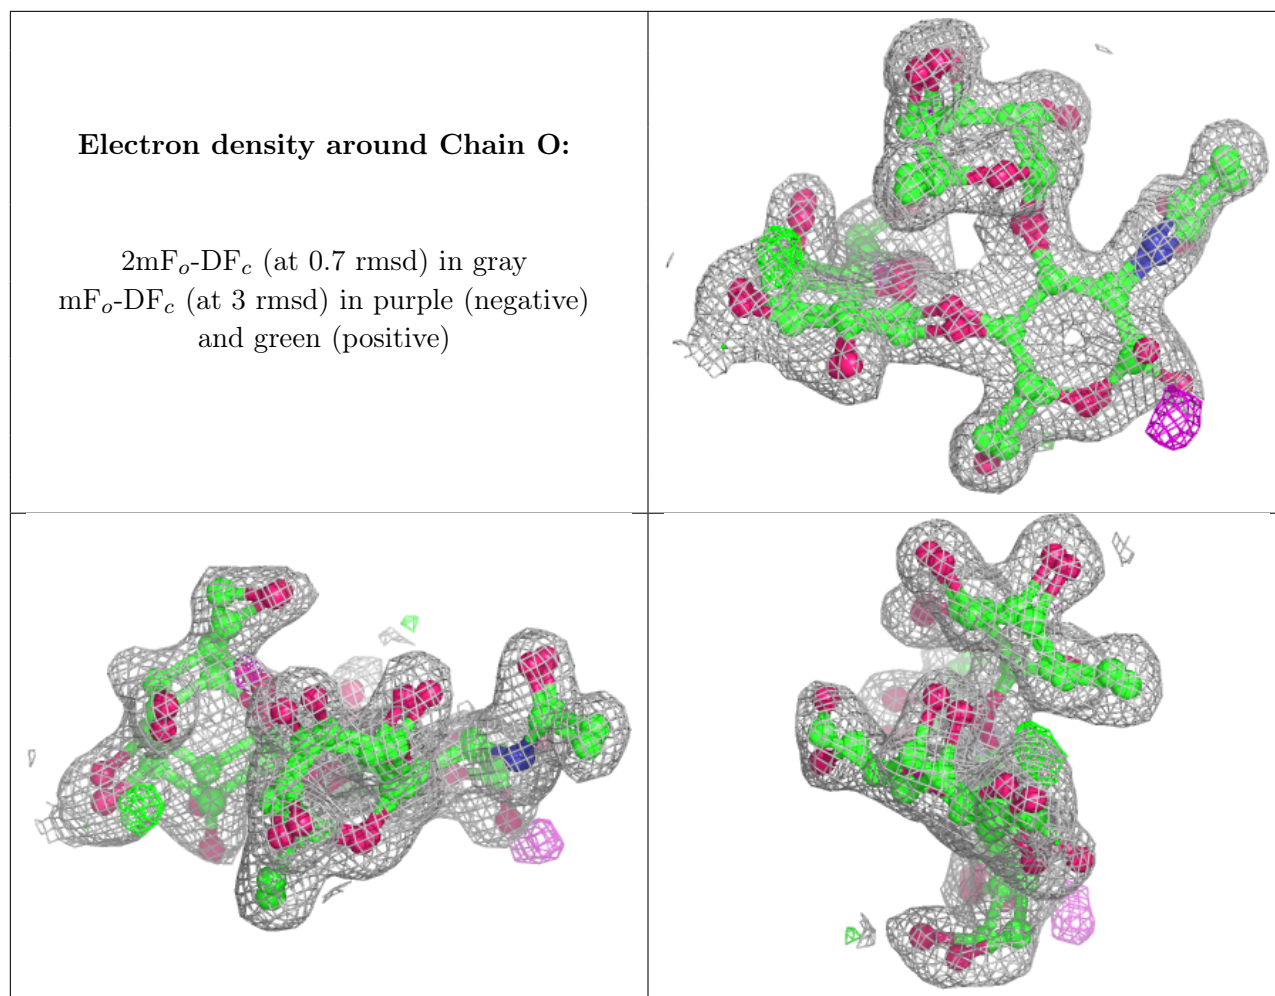 Electron density around Chain O:
2mFₒ-DF𝒸 (at 0.7 rmsd) in gray
mFₒ-DF𝒸 (at 3 rmsd) in purple (negative)
and green (positive)